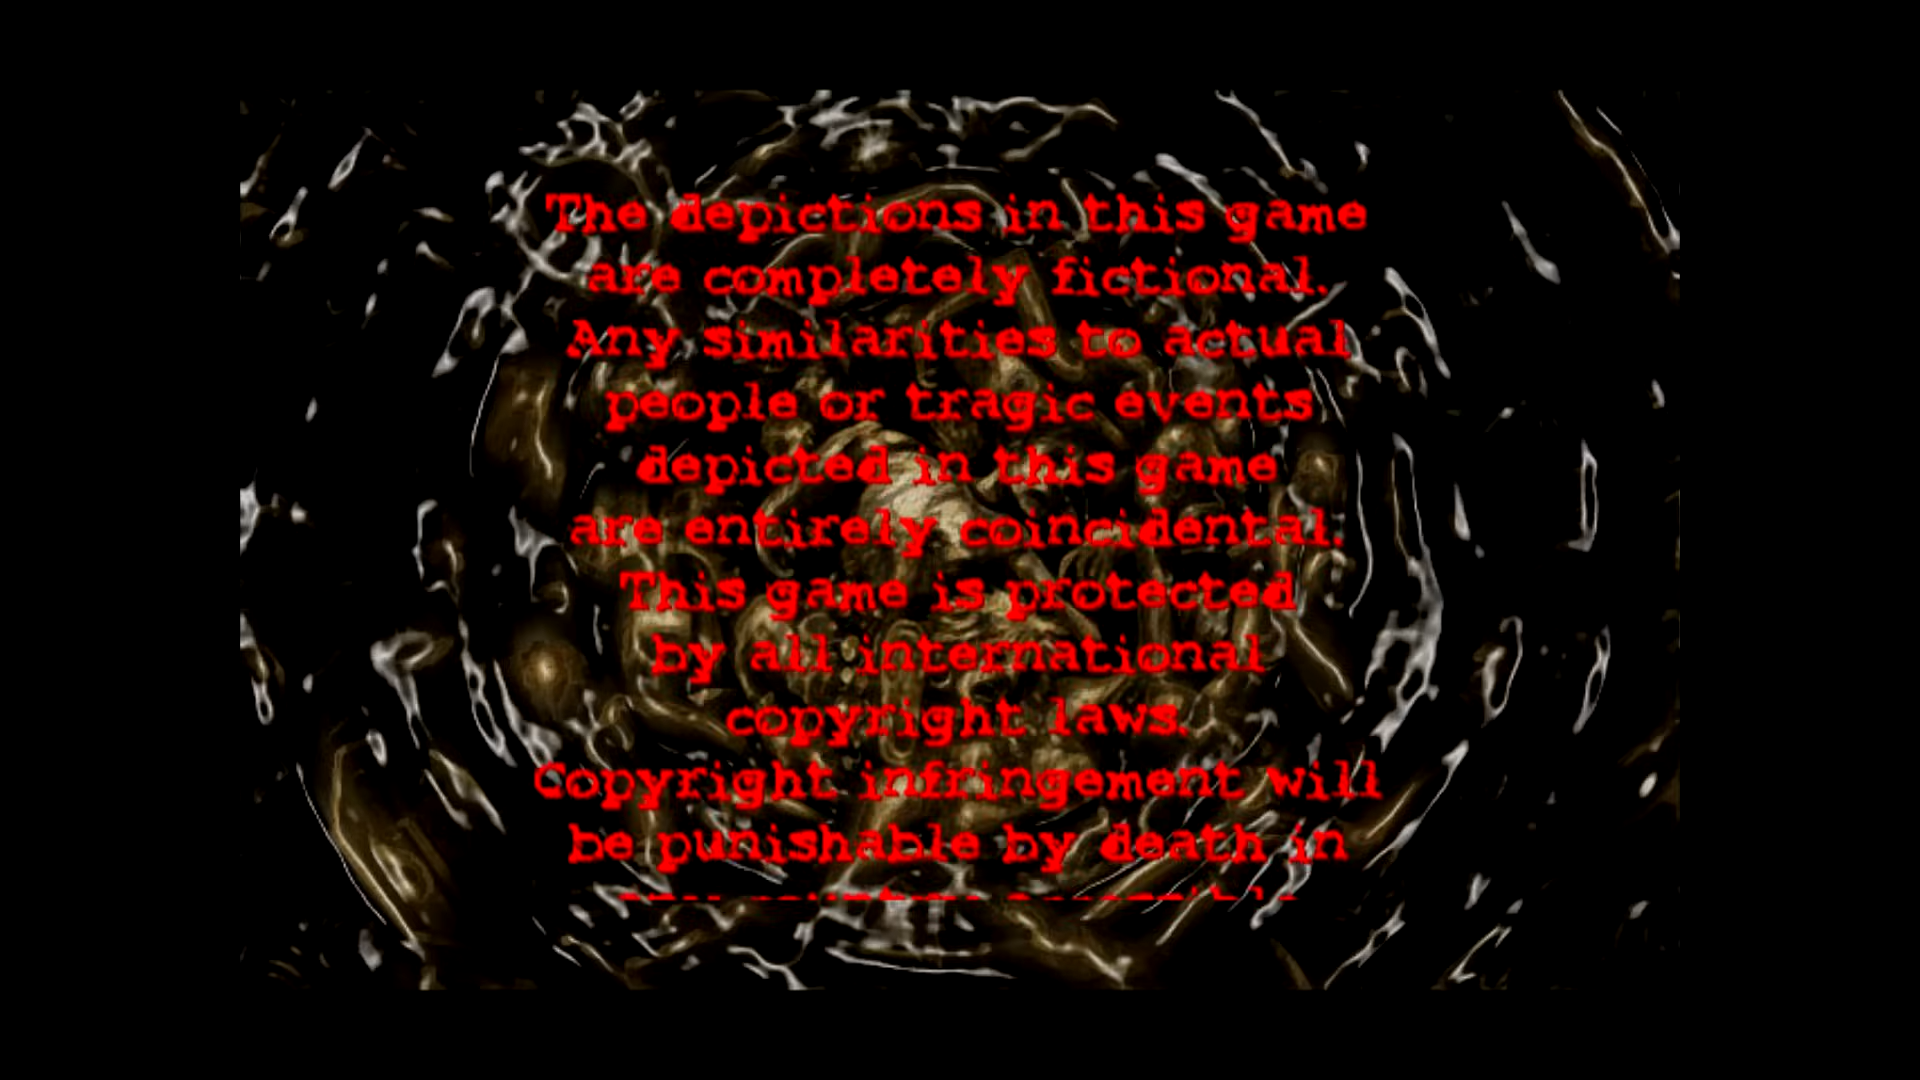 The depictions in this game
are completely fictional.
Any similarities to actual
people or tragic events
depicted in this game
are entirely coincidental.
This game is protected
by all international
copyright laws.
Copyright infringement will
be punishable by death in